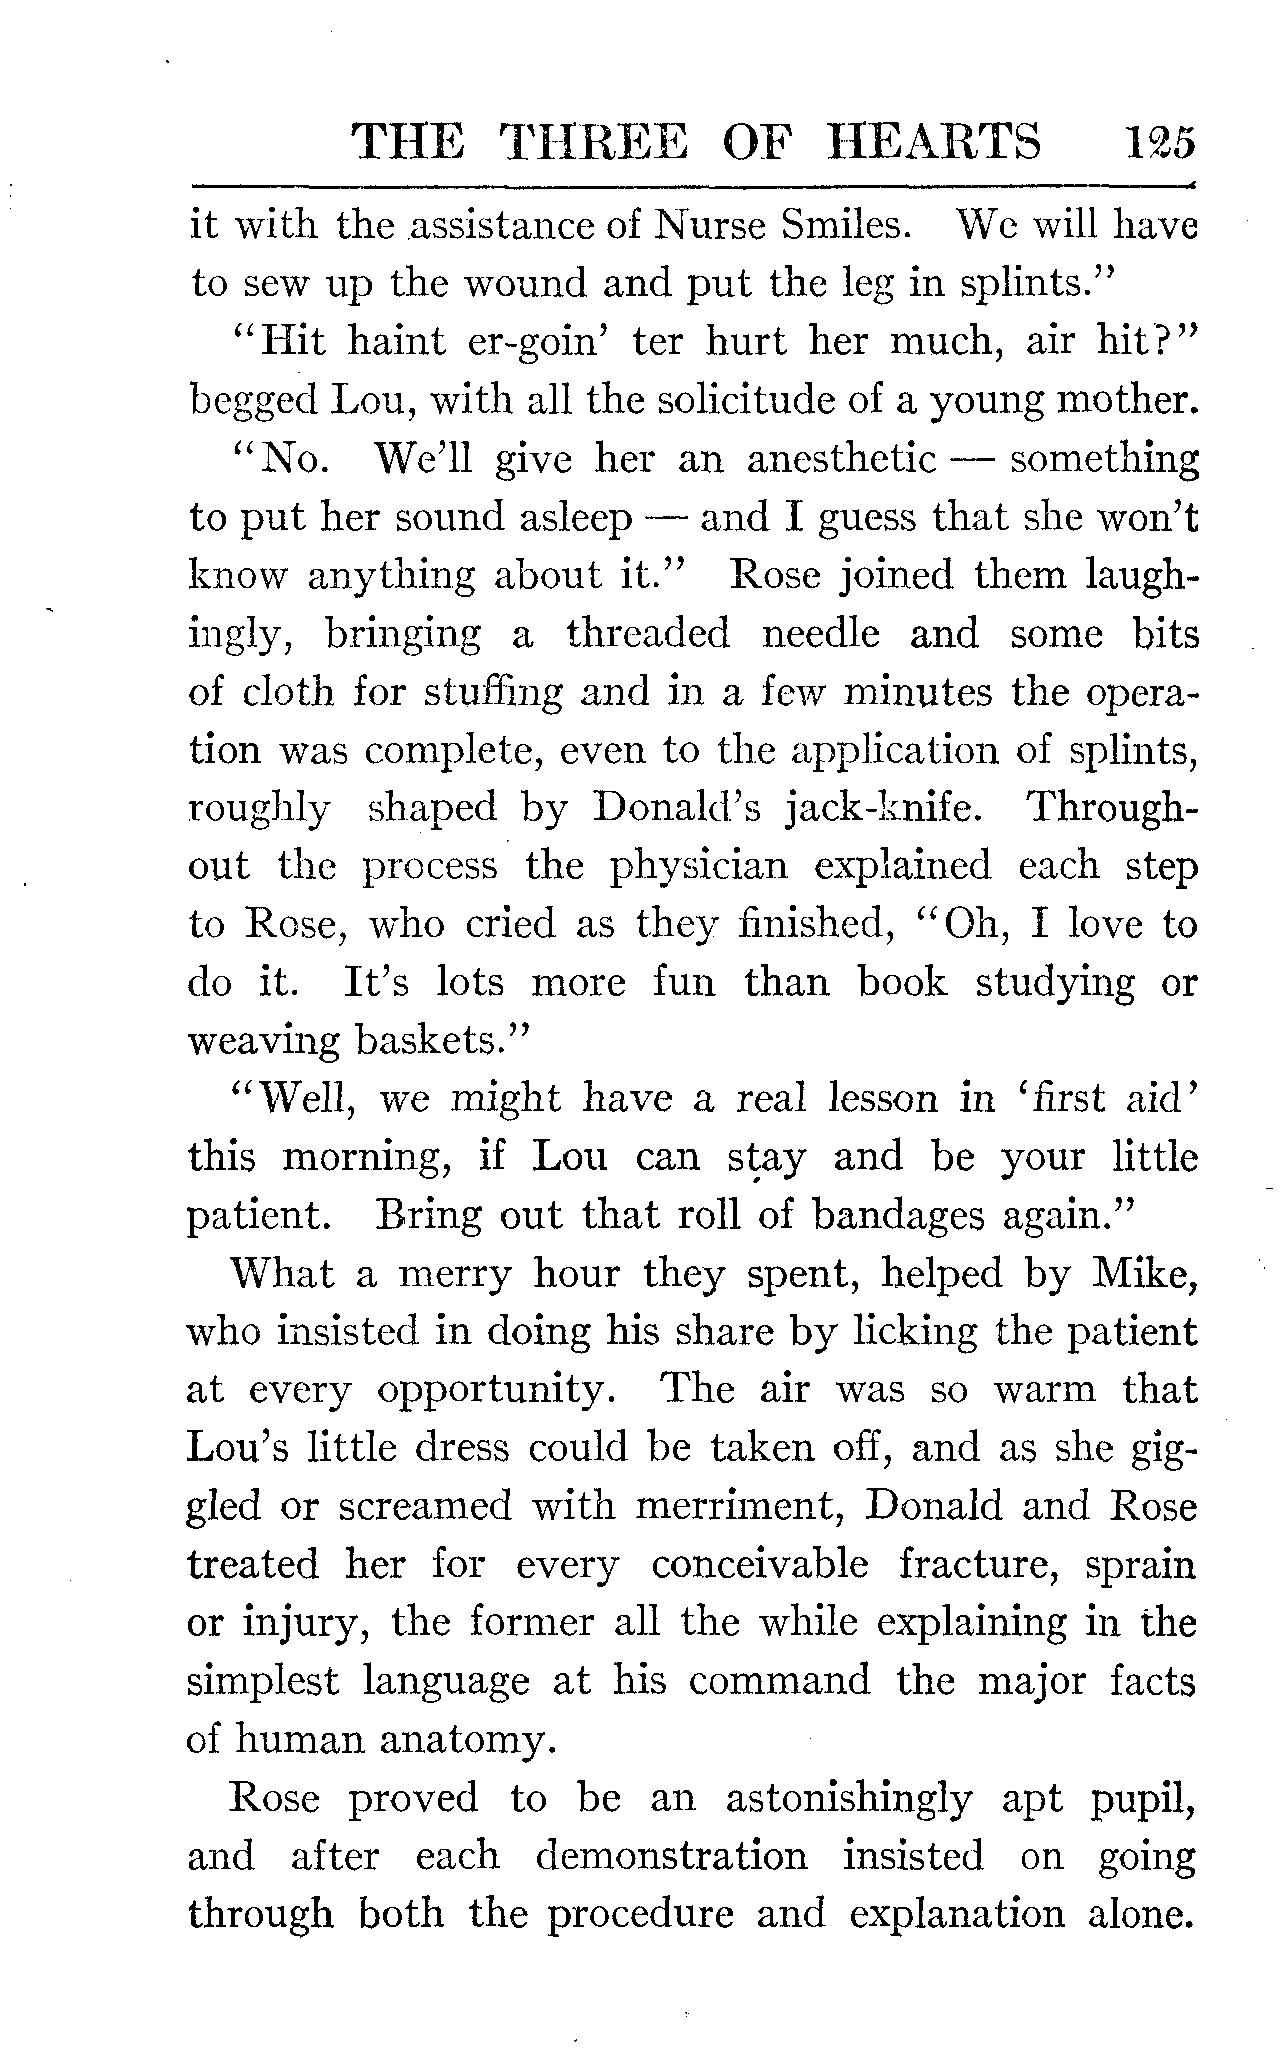 THE THREE OF HEARTS 125
it with the assistance of Nurse Smiles. We will have
to sew up the wound and put the leg in splints."
"Hit haint er-goin' ter hurt her much, air hit?"
begged Lou, with all the solicitude of a young mother.
"No. We'll give her an anesthetic — something
to put her sound asleep — and I guess that she won't
know anything about it." Rose joined them laugh-
ingly, bringing a threaded needle and some bits
of cloth for stuffing and in a few minutes the opera-
tion was complete, even to the application of splints,
roughly shaped by Donald's jack-knife. Through-
out the process the physician explained each step
to Rose, who cried as they finished, "Oh, I love to
do it. It's lots more fun than book studying or
weaving baskets."
"Well, we might have a real lesson in 'first aid'
this morning, if Lou can stay and be your little
patient. Bring out that roll of bandages again."
What a merry hour they spent, helped by Mike,
who insisted in doing his share by licking the patient
at every opportunity. The air was so warm that
Lou's little dress could be taken off, and as she gig-
gled or screamed with merriment, Donald and Rose
treated her for every conceivable fracture, sprain
or injury, the former all the while explaining in the
simplest language at his command the major facts
of human anatomy.
Rose proved to be an astonishingly apt pupil,
and after each demonstration insisted on going
through both the procedure and explanation alone.